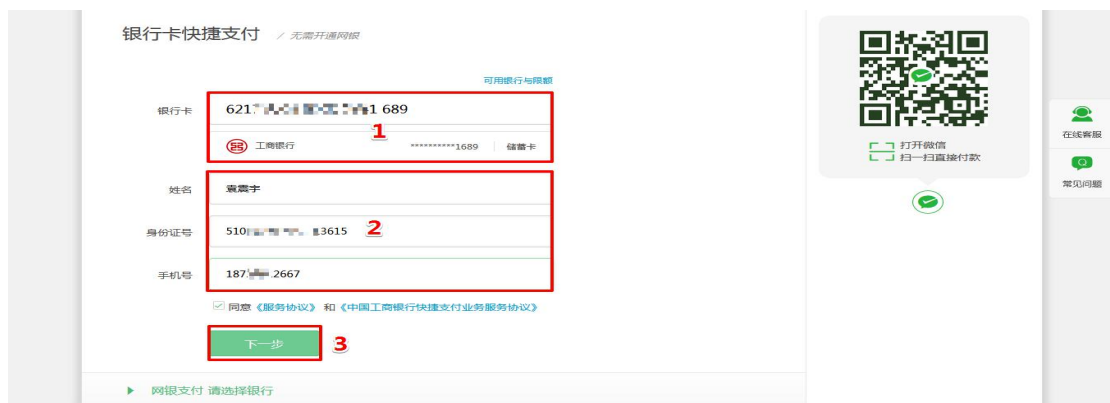 银行卡快捷支付 / 无需开通网银
可用银行与限额
银行卡 621 1 689
1
工商银行 **********1689 储蓄卡
姓名 袁震宇
身份证号 510 3615
2
手机号 187 2667
同意《服务协议》 和《中国工商银行快捷支付业务服务协议》
下一步
3
网银支付 请选择银行
打开微信
扫一扫直接付款
在线客服
常见问题